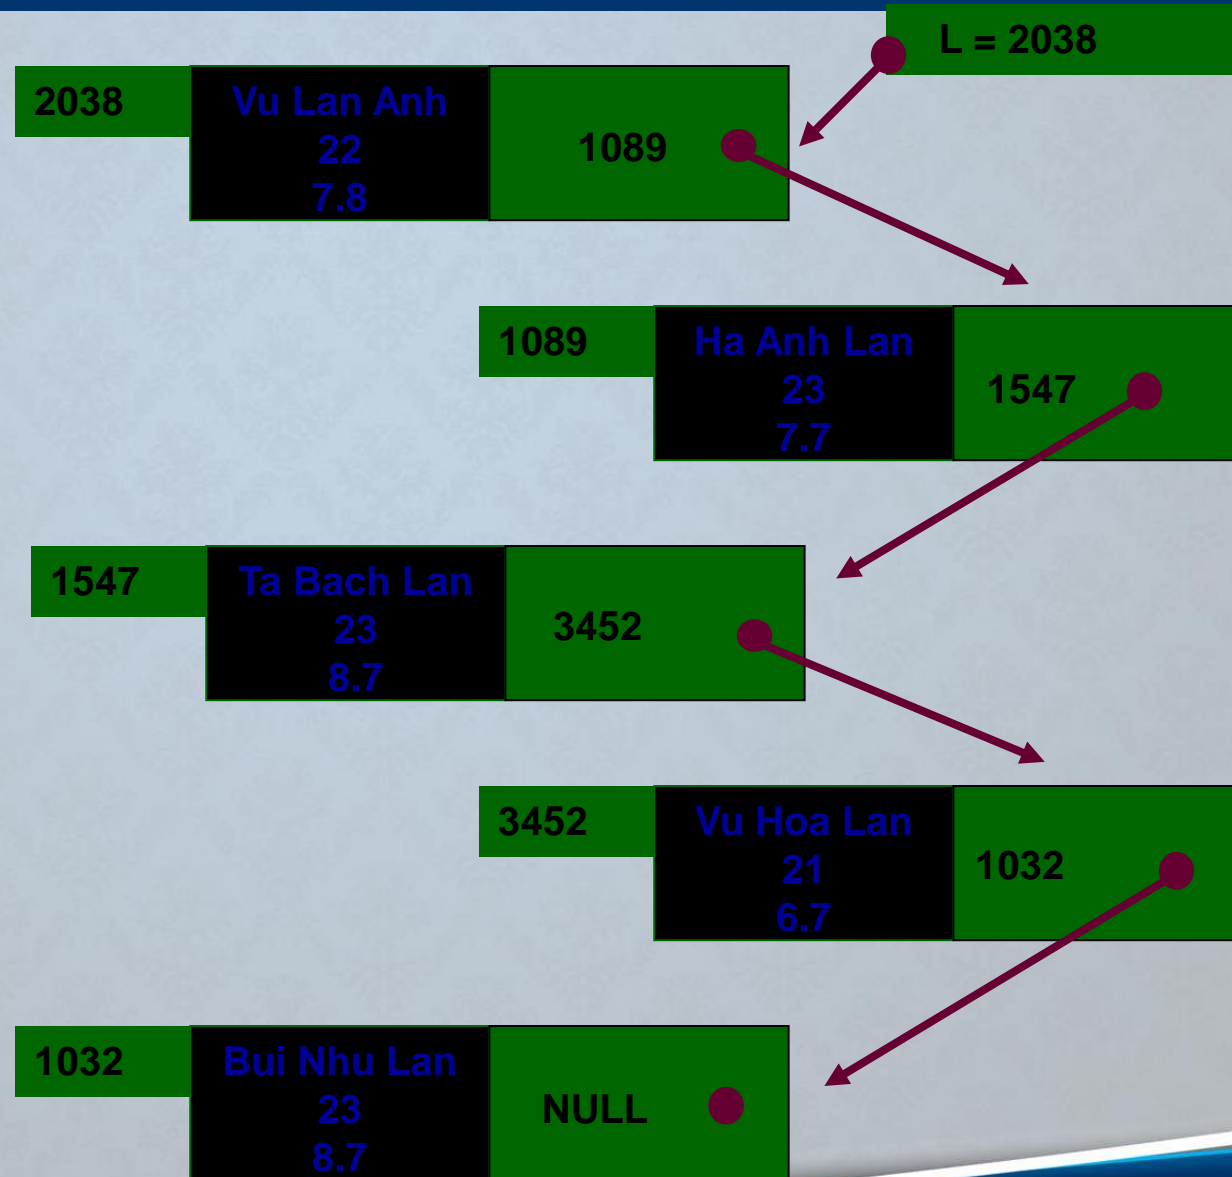 L = 2038
2038
Vu Lan Anh
22
7.8
1089
1089
Ha Anh Lan
23
7.7
1547
1547
Ta Bach Lan
23
8.7
3452
3452
Vu Hoa Lan
21
6.7
1032
1032
Bui Nhu Lan
23
8.7
NULL